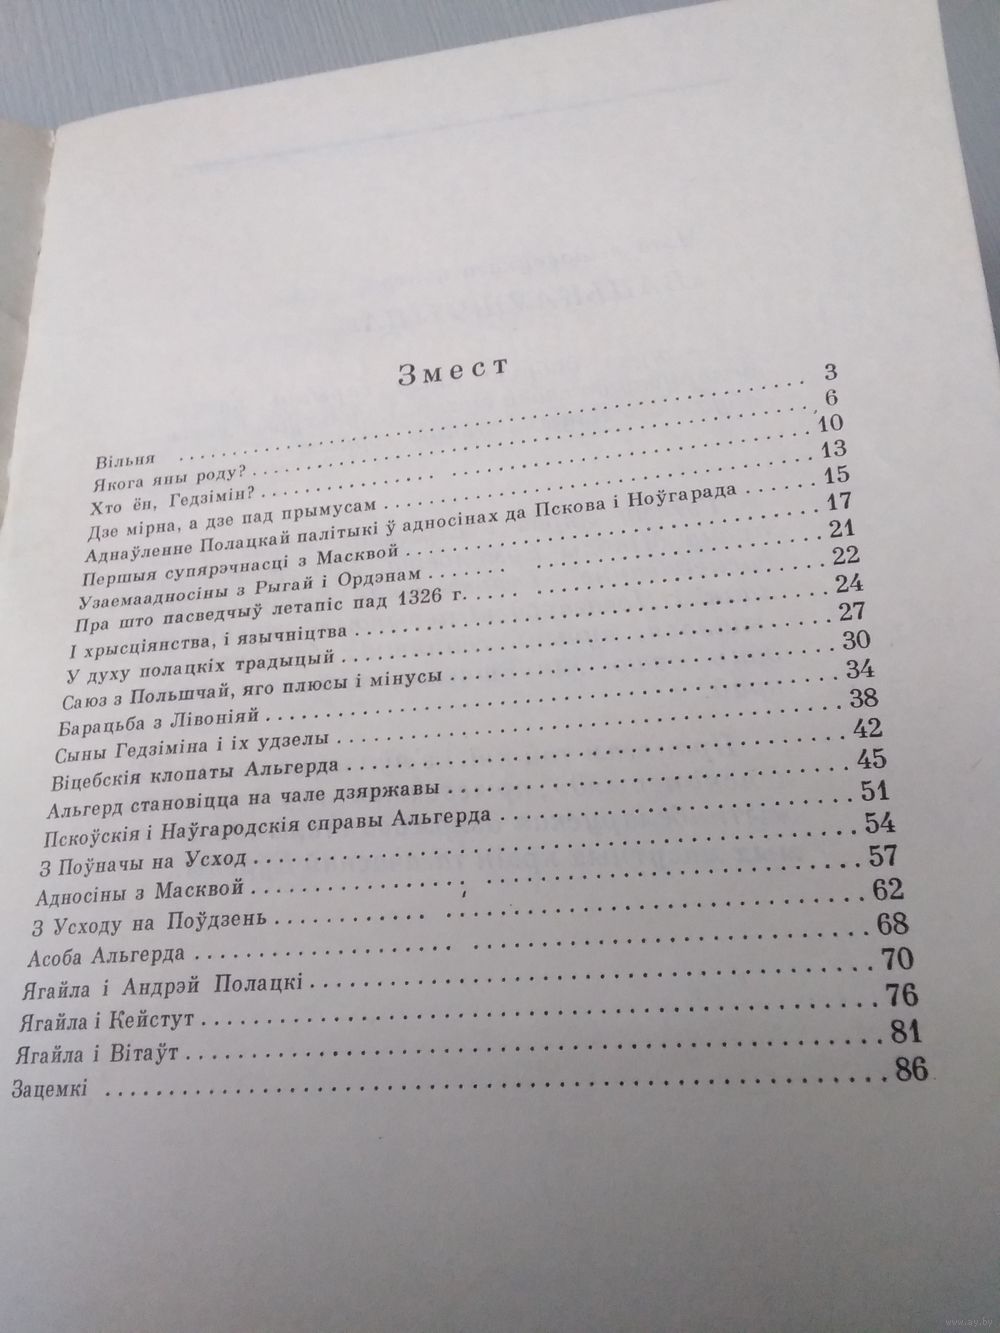 Змест
Вільня . . . . . 3
Якога яны роду? . . . . . 6
Хто ён, Гедзімін? . . . . . 10
Дзе мірна, а дзе пад прымусам . . . . . 13
Аднаўленне Полацкай палітыкі ў адносінах да Пскова і Ноўгарада . . . . . 15
Першыя супярэчнасці з Масквой . . . . . 17
Узаемаадносіны з Рыгай і Ордэнам . . . . . 21
Пра што пасведчыў летапіс пад 1326 г. . . . . 22
І хрысціянства, і язычніцтва . . . . . 24
У духу полацкіх традыцый . . . . . 27
Саюз з Польшчай, яго плюсы і мінусы . . . . . 30
Барацьба з Лівоніяй . . . . . 34
Сыны Гедзіміна і іх удзелы . . . . . 38
Віцебскія клопаты Альгерда . . . . . 42
Альгерд становіцца на чале дзяржавы . . . . . 45
Пскоўскія і Наўгародскія справы Альгерда . . . . . 51
З Поўначы на Усход . . . . . 54
Адносіны з Масквой . . . . . 57
З Усходу на Поўдзень . . . . . 62
Асоба Альгерда . . . . . 68
Ягайла і Андрэй Полацкі . . . . . 70
Ягайла і Кейстут . . . . . 76
Ягайла і Вітаўт . . . . . 81
Зацемкі . . . . . 86
www.ay.by